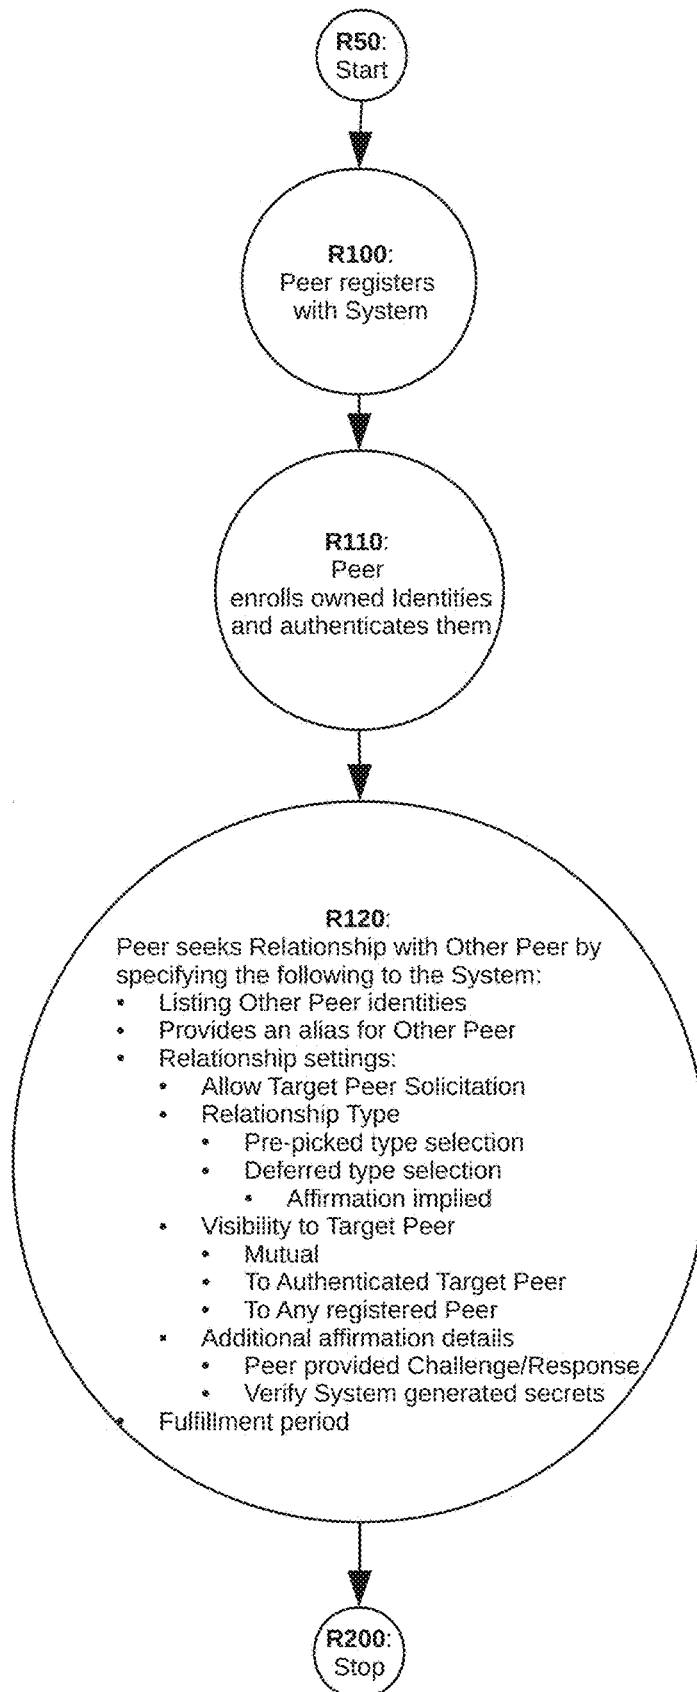 R50:
Start
R100:
Peer registers
with System
R110:
Peer
enrolls owned Identities
and authenticates them
R120:
Peer seeks Relationship with Other Peer by
specifying the following to the System:
• Listing Other Peer identities
• Provides an alias for Other Peer
• Relationship settings:
• Allow Target Peer Solicitation
• Relationship Type
• Pre-picked type selection
• Deferred type selection
• Affirmation implied
• Visibility to Target Peer
• Mutual
• To Authenticated Target Peer
• To Any registered Peer
• Additional affirmation details
• Peer provided Challenge/Response
• Verify System generated secrets
• Fulfillment period
R200:
Stop